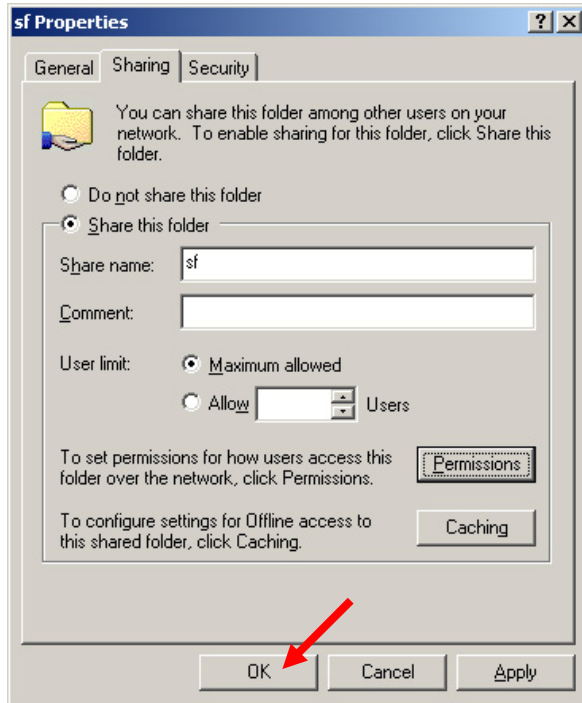 sf Properties
General Sharing Security
You can share this folder among other users on your
network. To enable sharing for this folder, click Share this
folder.
Do not share this folder
Share this folder
Share name: sf
Comment:
User limit: Maximum allowed
Allow Users
To set permissions for how users access this
folder over the network, click Permissions.
Permissions
To configure settings for Offline access to
this shared folder, click Caching.
Caching
OK Cancel Apply